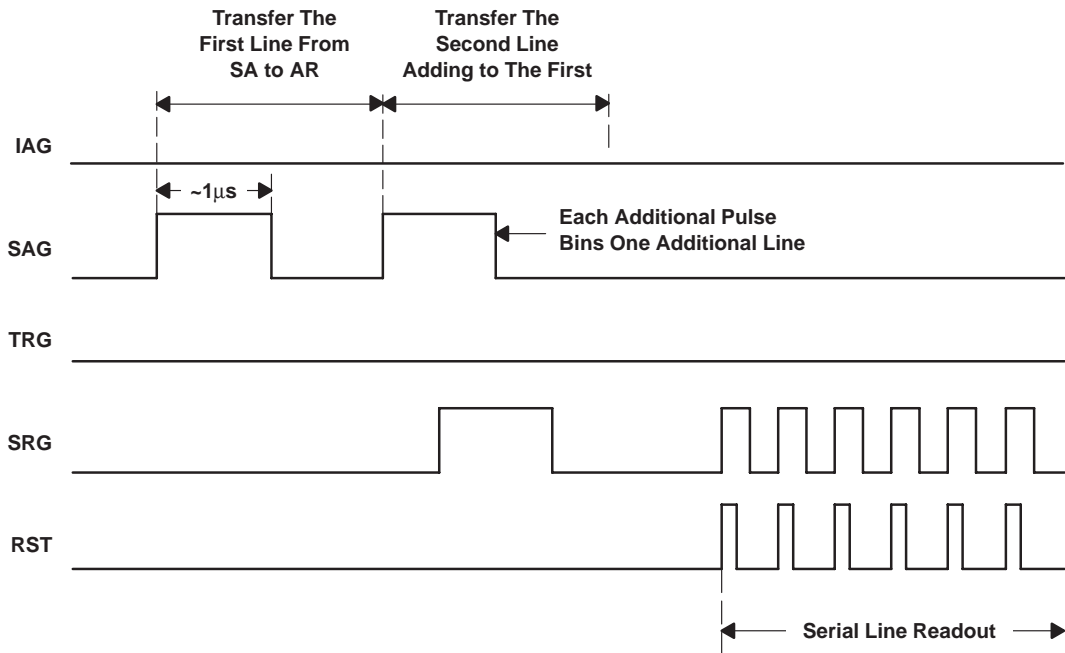 Transfer The
First Line From
SA to AR
Transfer The
Second Line
Adding to The First
IAG
~1μs
Each Additional Pulse
Bins One Additional Line
SAG
TRG
SRG
RST
Serial Line Readout